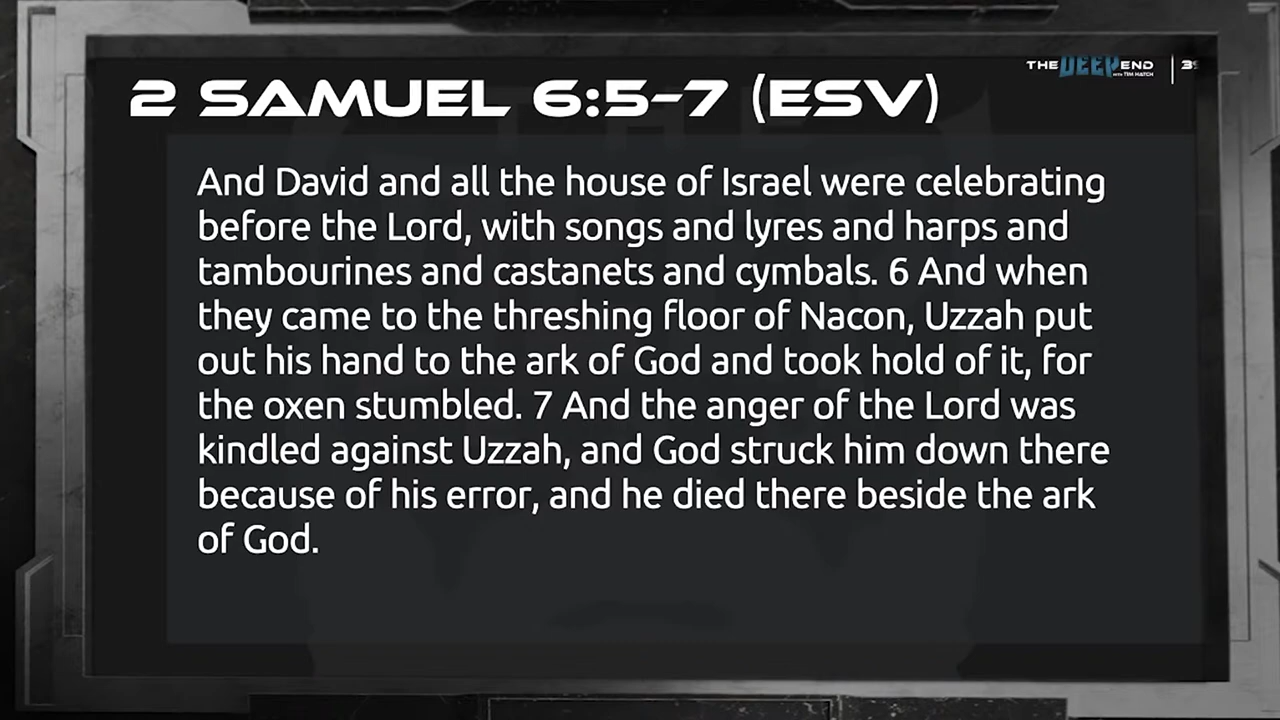 THE DEEP END
WITH TIM HATCH
2 SAMUEL 6:5-7 (ESV)
And David and all the house of Israel were celebrating
before the Lord, with songs and lyres and harps and
tambourines and castanets and cymbals. 6 And when
they came to the threshing floor of Nacon, Uzzah put
out his hand to the ark of God and took hold of it, for
the oxen stumbled. 7 And the anger of the Lord was
kindled against Uzzah, and God struck him down there
because of his error, and he died there beside the ark
of God.